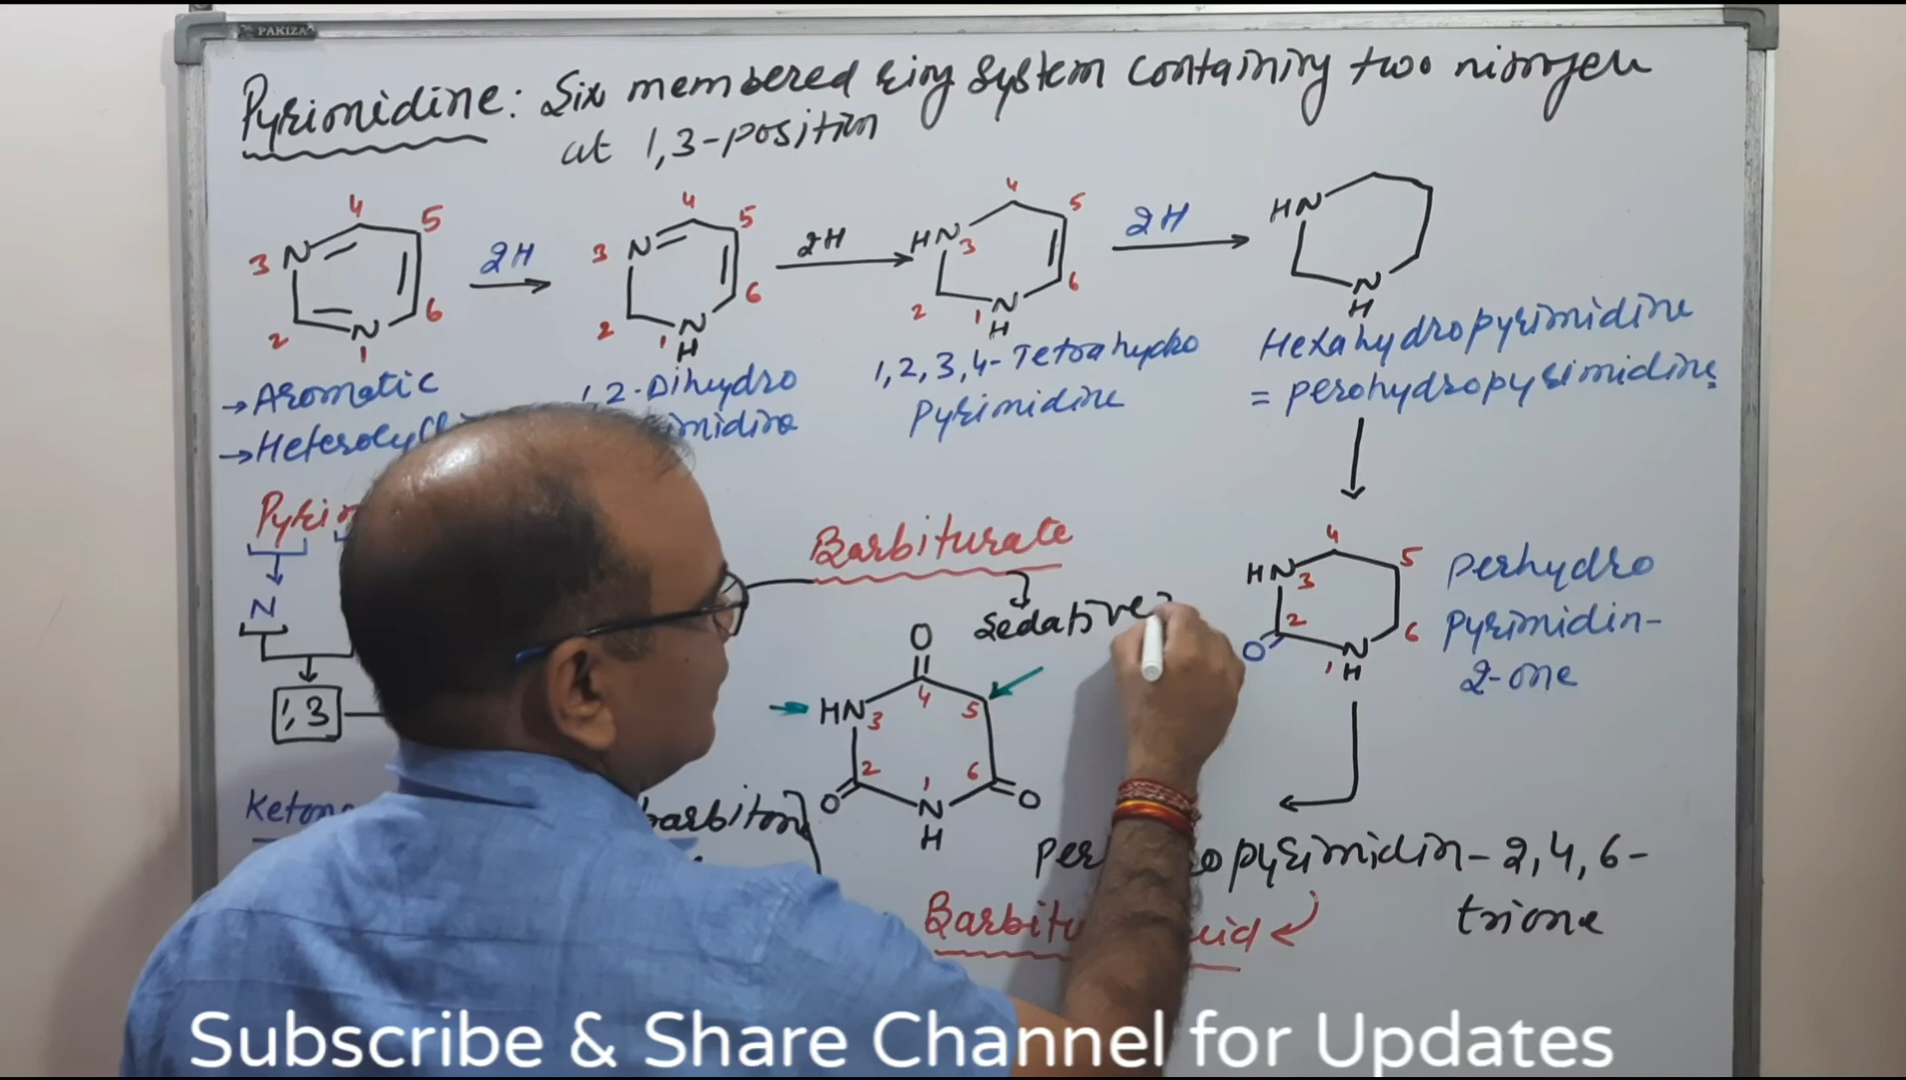 PAKIZA
Pyrimidine: Six membered ring system containing two nitrogen
at 1,3-position
3 N 4 5 6 N 1 2
2H
3 N 4 5 6 N H 1 2
2H
HN 3 4 5 6 N H 1 2
2H
HN N H
→ Aromatic
→
1,2-Dihydro
1,2,3,4-Tetrahydro
Pyrimidine
Hexahydropyrimidine
= perohydropyrimidine
N
1,3
Barbiturate
Sedative
O
HN 3 4 5
2 1 6
O N O
H
HN 3 4 5
2 6
O N
1 H
Perhydro
pyrimidin-
2-one
barbiton
pyrimidin-2,4,6-
trione
Subscribe & Share Channel for Updates